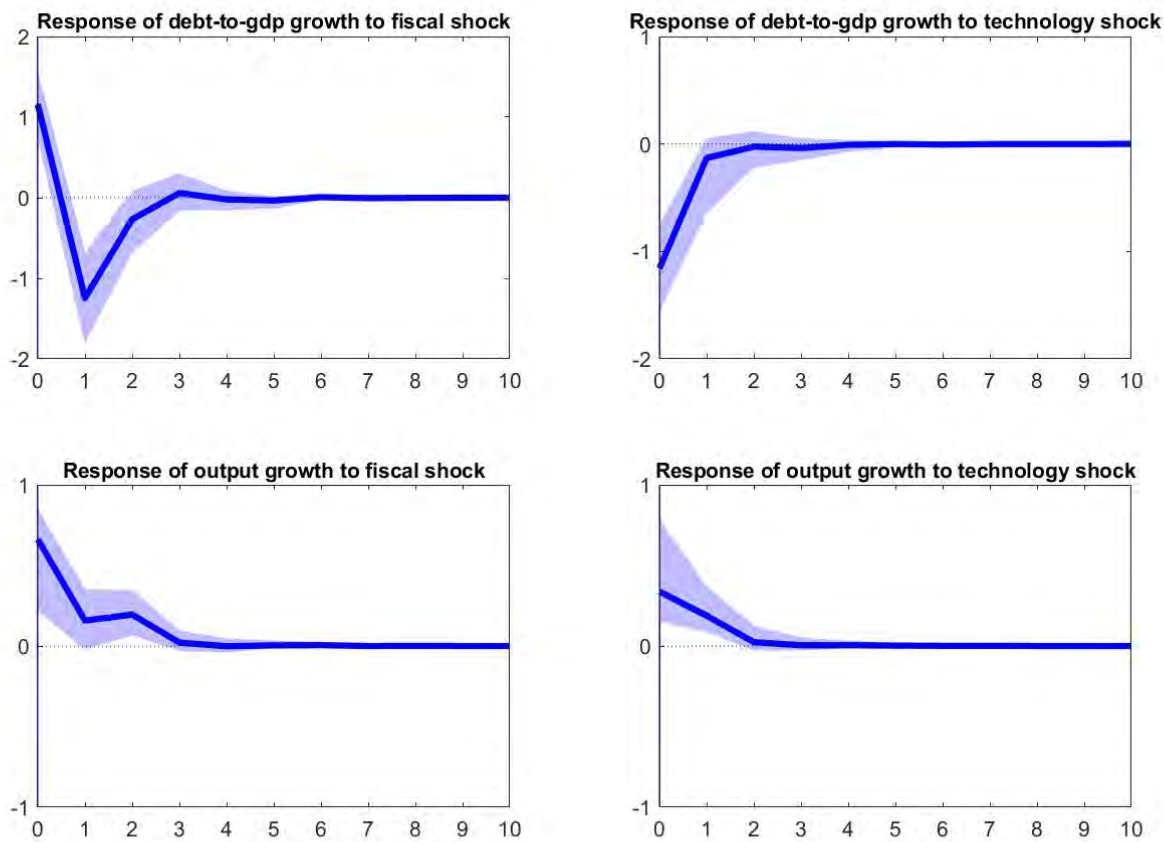 Response of debt-to-gdp growth to fiscal shock
2
1
0
-1
-2
0 1 2 3 4 5 6 7 8 9 10
Response of debt-to-gdp growth to technology shock
1
0
-1
-2
0 1 2 3 4 5 6 7 8 9 10
Response of output growth to fiscal shock
1
0
-1
0 1 2 3 4 5 6 7 8 9 10
Response of output growth to technology shock
1
0
-1
0 1 2 3 4 5 6 7 8 9 10